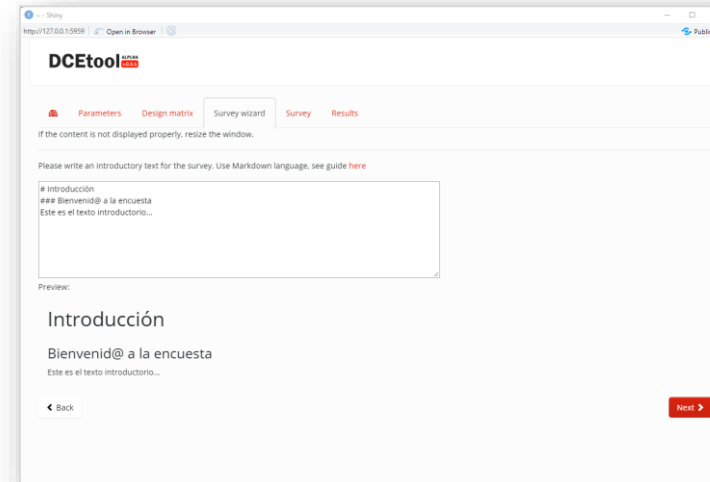 ~ - Shiny
http://127.0.0.1:5959 Open in Browser
Publi
DCEtool ALPHA
Parameters Design matrix Survey wizard Survey Results
If the content is not displayed properly, resize the window.
Please write an introductory text for the survey. Use Markdown language, see guide here
# Introducción
### Bienvenid@ a la encuesta
Este es el texto introductorio...
Preview:
Introducción
Bienvenid@ a la encuesta
Este es el texto introductorio...
Back
Next